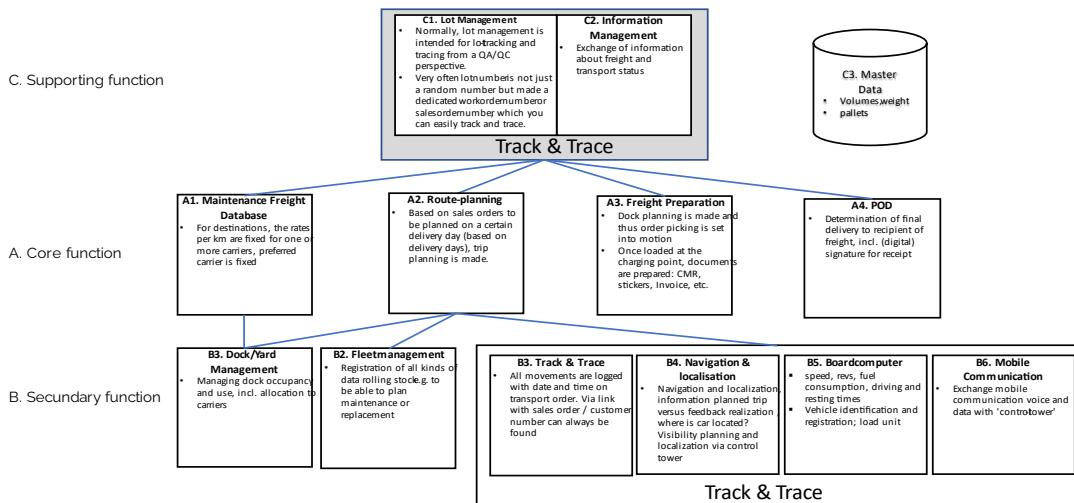 C. Supporting function
C1. Lot Management
• Normally, lot management is
intended for lot-tracking and
tracing from a QA/QC
perspective.
• Very often lotnumberis not just
a random number but made a
dedicated workordernumberor
salesordernumber, which you
can easily track and trace.
C2. Information
Management
• Exchange of information
about freight and
transport status
Track & Trace
C3. Master
Data
• Volumes,weight
• pallets
A. Core function
A1. Maintenance Freight
Database
• For destinations, the rates
per km are fixed for one or
more carriers, preferred
carrier is fixed
A2. Route-planning
• Based on sales orders to
be planned on a certain
delivery day (based on
delivery days), trip
planning is made.
A3. Freight Preparation
• Dock planning is made and
thus order picking is set
into motion
• Once loaded at the
charging point, documents
are prepared: CMR,
stickers, Invoice, etc.
A4. POD
• Determination of final
delivery to recipient of
freight, incl. (digital)
signature for receipt
B. Secundary function
B3. Dock/Yard
Management
• Managing dock occupancy
and use, incl. allocation to
carriers
B2. Fleetmanagement
• Registration of all kinds of
data rolling stock e.g. to be
able to plan
maintenance or
replacement
B3. Track & Trace
• All movements are logged
with date and time on
transport order. Via link
with sales order / customer
number can always be
found
B4. Navigation &
localisation
• Navigation and localization,
information planned trip
versus feedback realization ,
where is car located?
Visibility planning and
localization via control
tower
B5. Boardcomputer
• speed, revs, fuel
consumption, driving and
resting times
• Vehicle identification and
registration; load unit
B6. Mobile
Communication
• Exchange mobile
communication voice and
data with 'control-tower'
Track & Trace